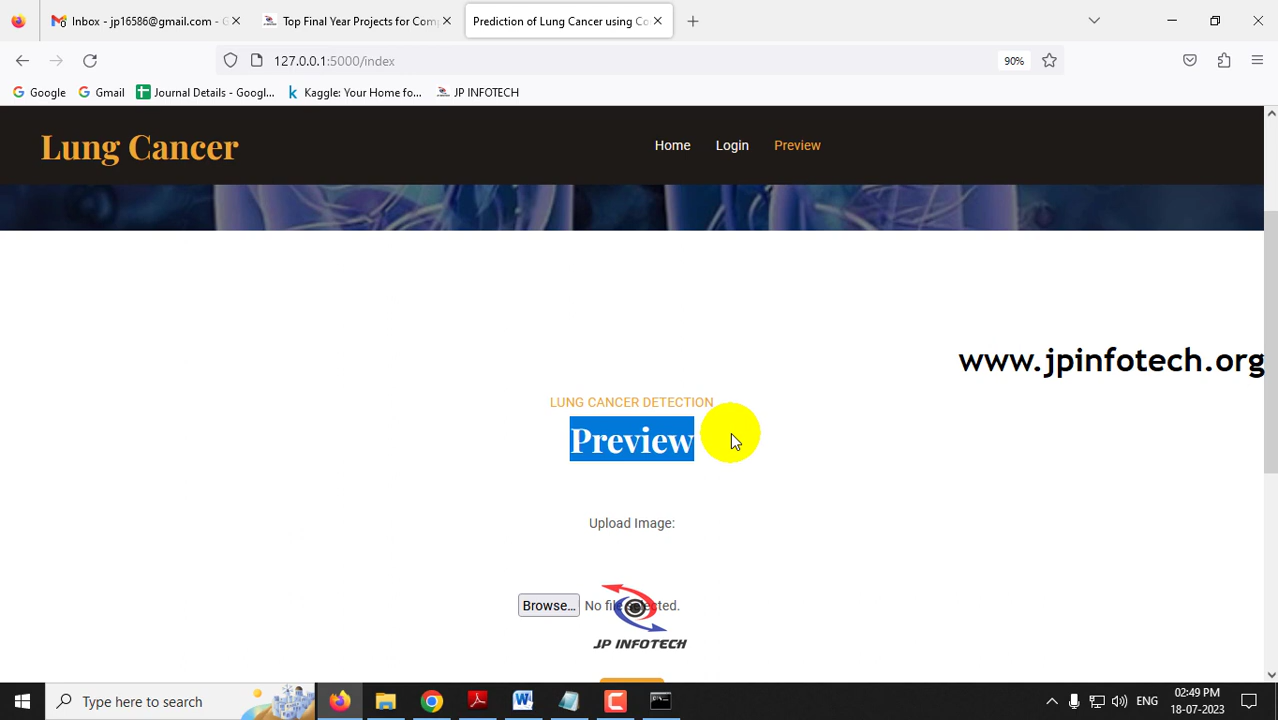 Inbox - jp16586@gmail.com - G
Top Final Year Projects for Comp
Prediction of Lung Cancer using Co
127.0.0.1:5000/index
90%
Google
Gmail
Journal Details - Googl...
Kaggle: Your Home fo...
JP INFOTECH
Lung Cancer
Home
Login
Preview
www.jpinfotech.org
LUNG CANCER DETECTION
Preview
Upload Image:
Browse... No file selected.
JP INFOTECH
Type here to search
ENG
02:49 PM
18-07-2023